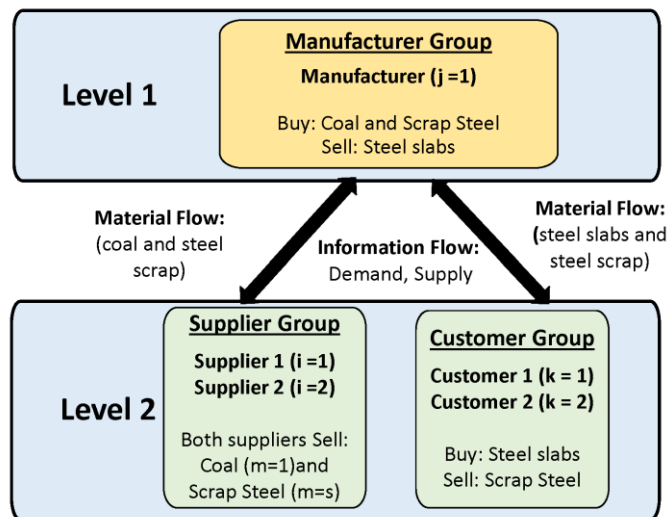 Level 1
Manufacturer Group
Manufacturer (j =1)
Buy: Coal and Scrap Steel
Sell: Steel slabs
Material Flow:
(coal and steel
scrap)
Information Flow:
Demand, Supply
Material Flow:
(steel slabs and
steel scrap)
Level 2
Supplier Group
Supplier 1 (i =1)
Supplier 2 (i =2)
Both suppliers Sell:
Coal (m=1)and
Scrap Steel (m=s)
Customer Group
Customer 1 (k = 1)
Customer 2 (k = 2)
Buy: Steel slabs
Sell: Scrap Steel